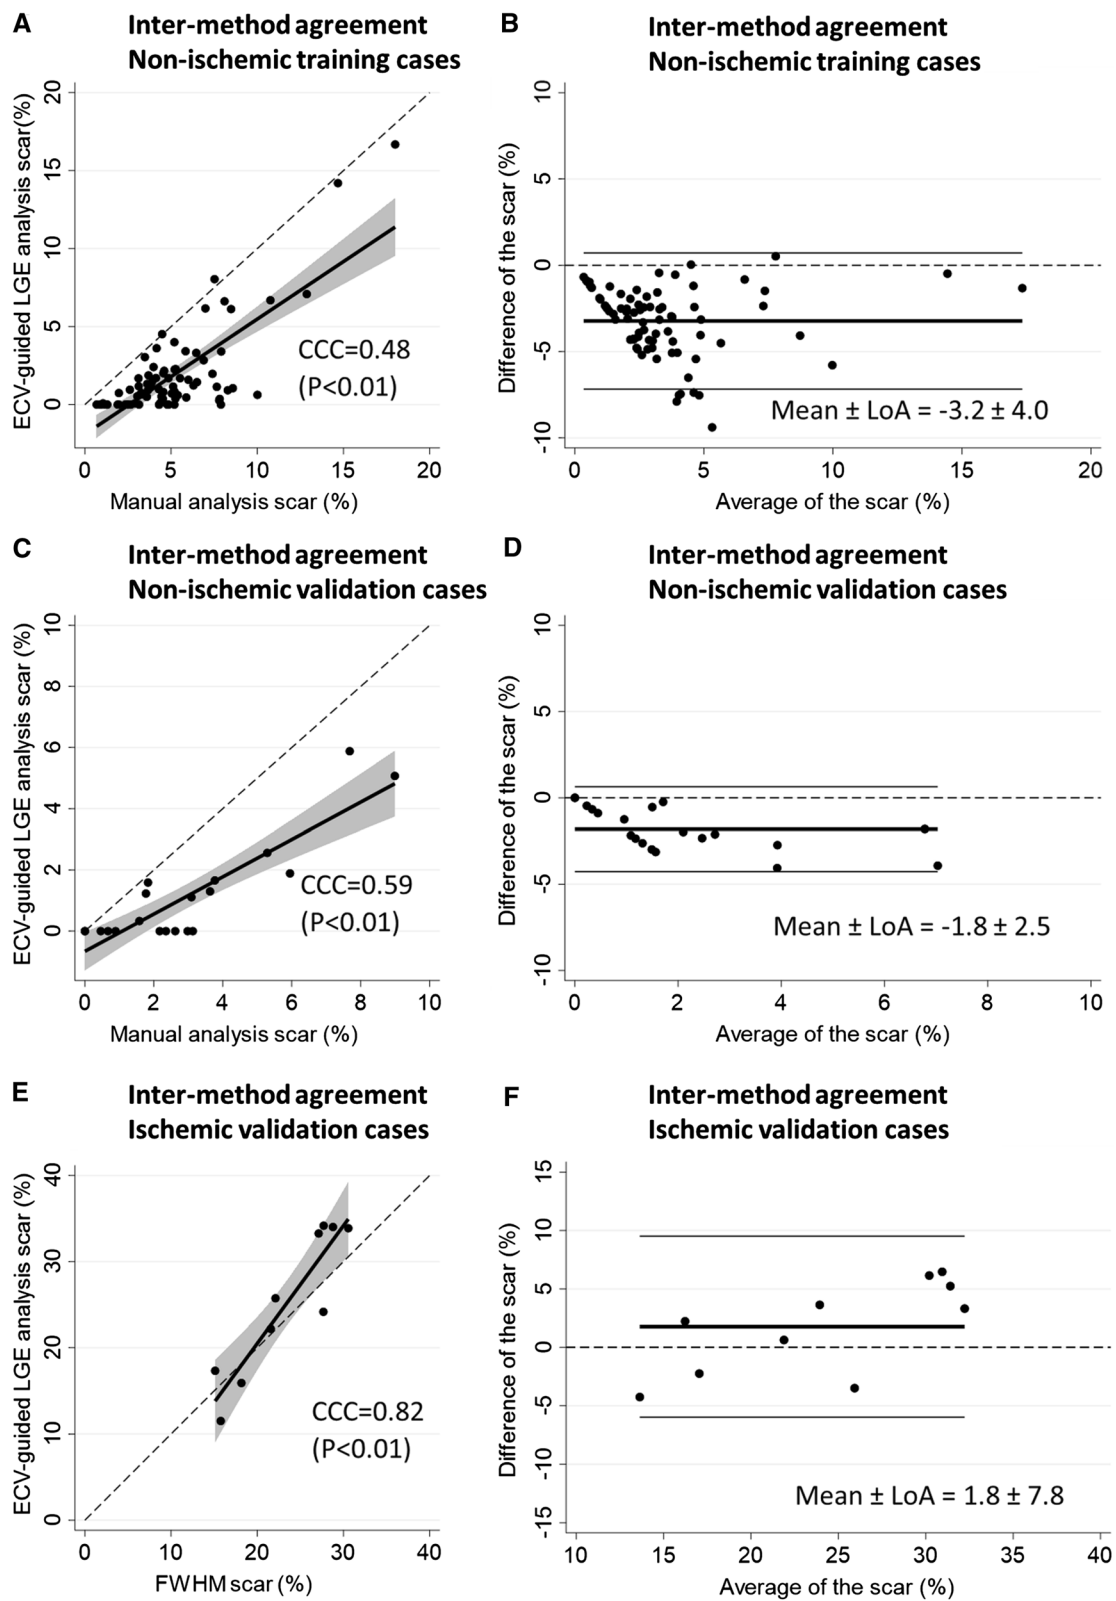 A
Inter-method agreement
Non-ischemic training cases
ECV-guided LGE analysis scar(%)
20
15
10
5
0
CCC=0.48
(P<0.01)
0 5 10 15 20
Manual analysis scar (%)
B
Inter-method agreement
Non-ischemic training cases
Difference of the scar (%)
10
5
0
-5
-10
Mean ± LoA = -3.2 ± 4.0
0 5 10 15 20
Average of the scar (%)
C
Inter-method agreement
Non-ischemic validation cases
ECV-guided LGE analysis scar (%)
10
8
6
4
2
0
CCC=0.59
(P<0.01)
0 2 4 6 8 10
Manual analysis scar (%)
D
Inter-method agreement
Non-ischemic validation cases
Difference of the scar (%)
10
5
0
-5
-10
Mean ± LoA = -1.8 ± 2.5
0 2 4 6 8 10
Average of the scar (%)
E
Inter-method agreement
Ischemic validation cases
ECV-guided LGE analysis scar (%)
40
30
20
10
0
CCC=0.82
(P<0.01)
0 10 20 30 40
FWHM scar (%)
F
Inter-method agreement
Ischemic validation cases
Difference of the scar (%)
15
10
5
0
-5
-10
-15
Mean ± LoA = 1.8 ± 7.8
10 15 20 25 30 35 40
Average of the scar (%)